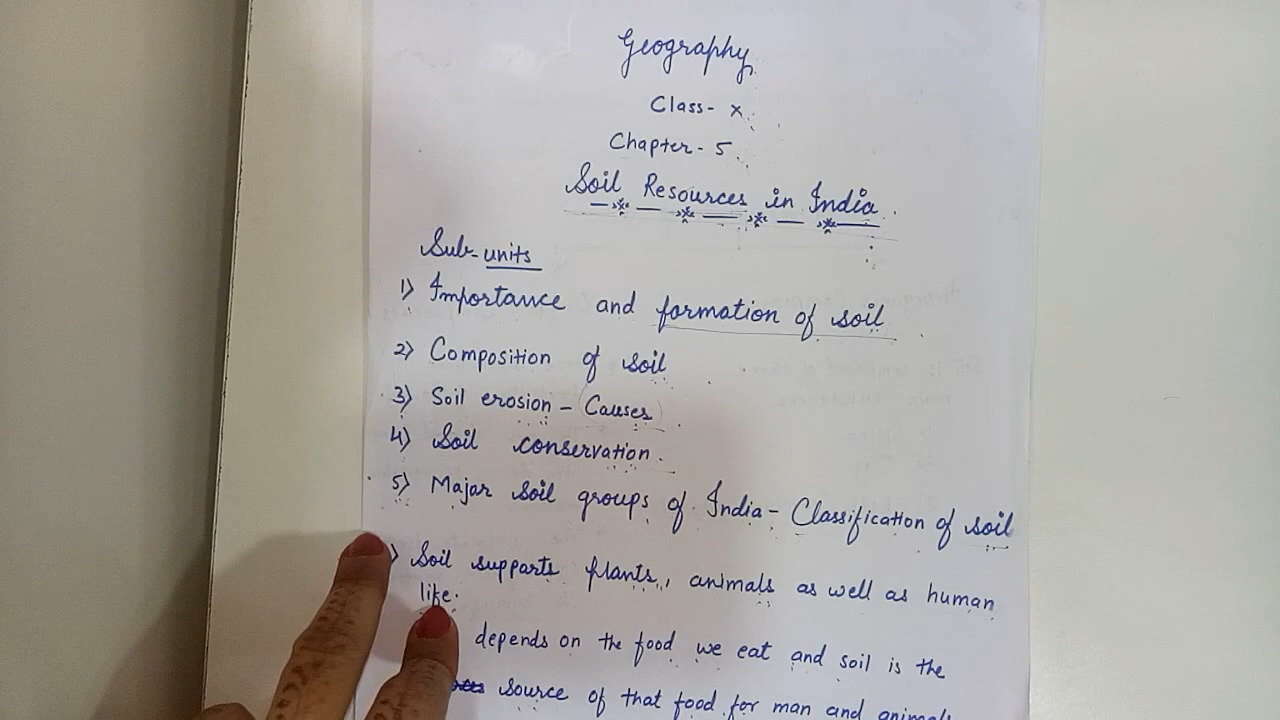 Geography
Class- X
Chapter- 5
Soil Resources in India
Sub-units
1) Importance and formation of soil
2) Composition of soil
3) Soil erosion - (Causes)
4) Soil conservation.
5) Major soil groups of India - Classification of soil
Soil supports plants, animals as well as human
life.
depends on the food we eat and soil is the
source of that food for man and animals